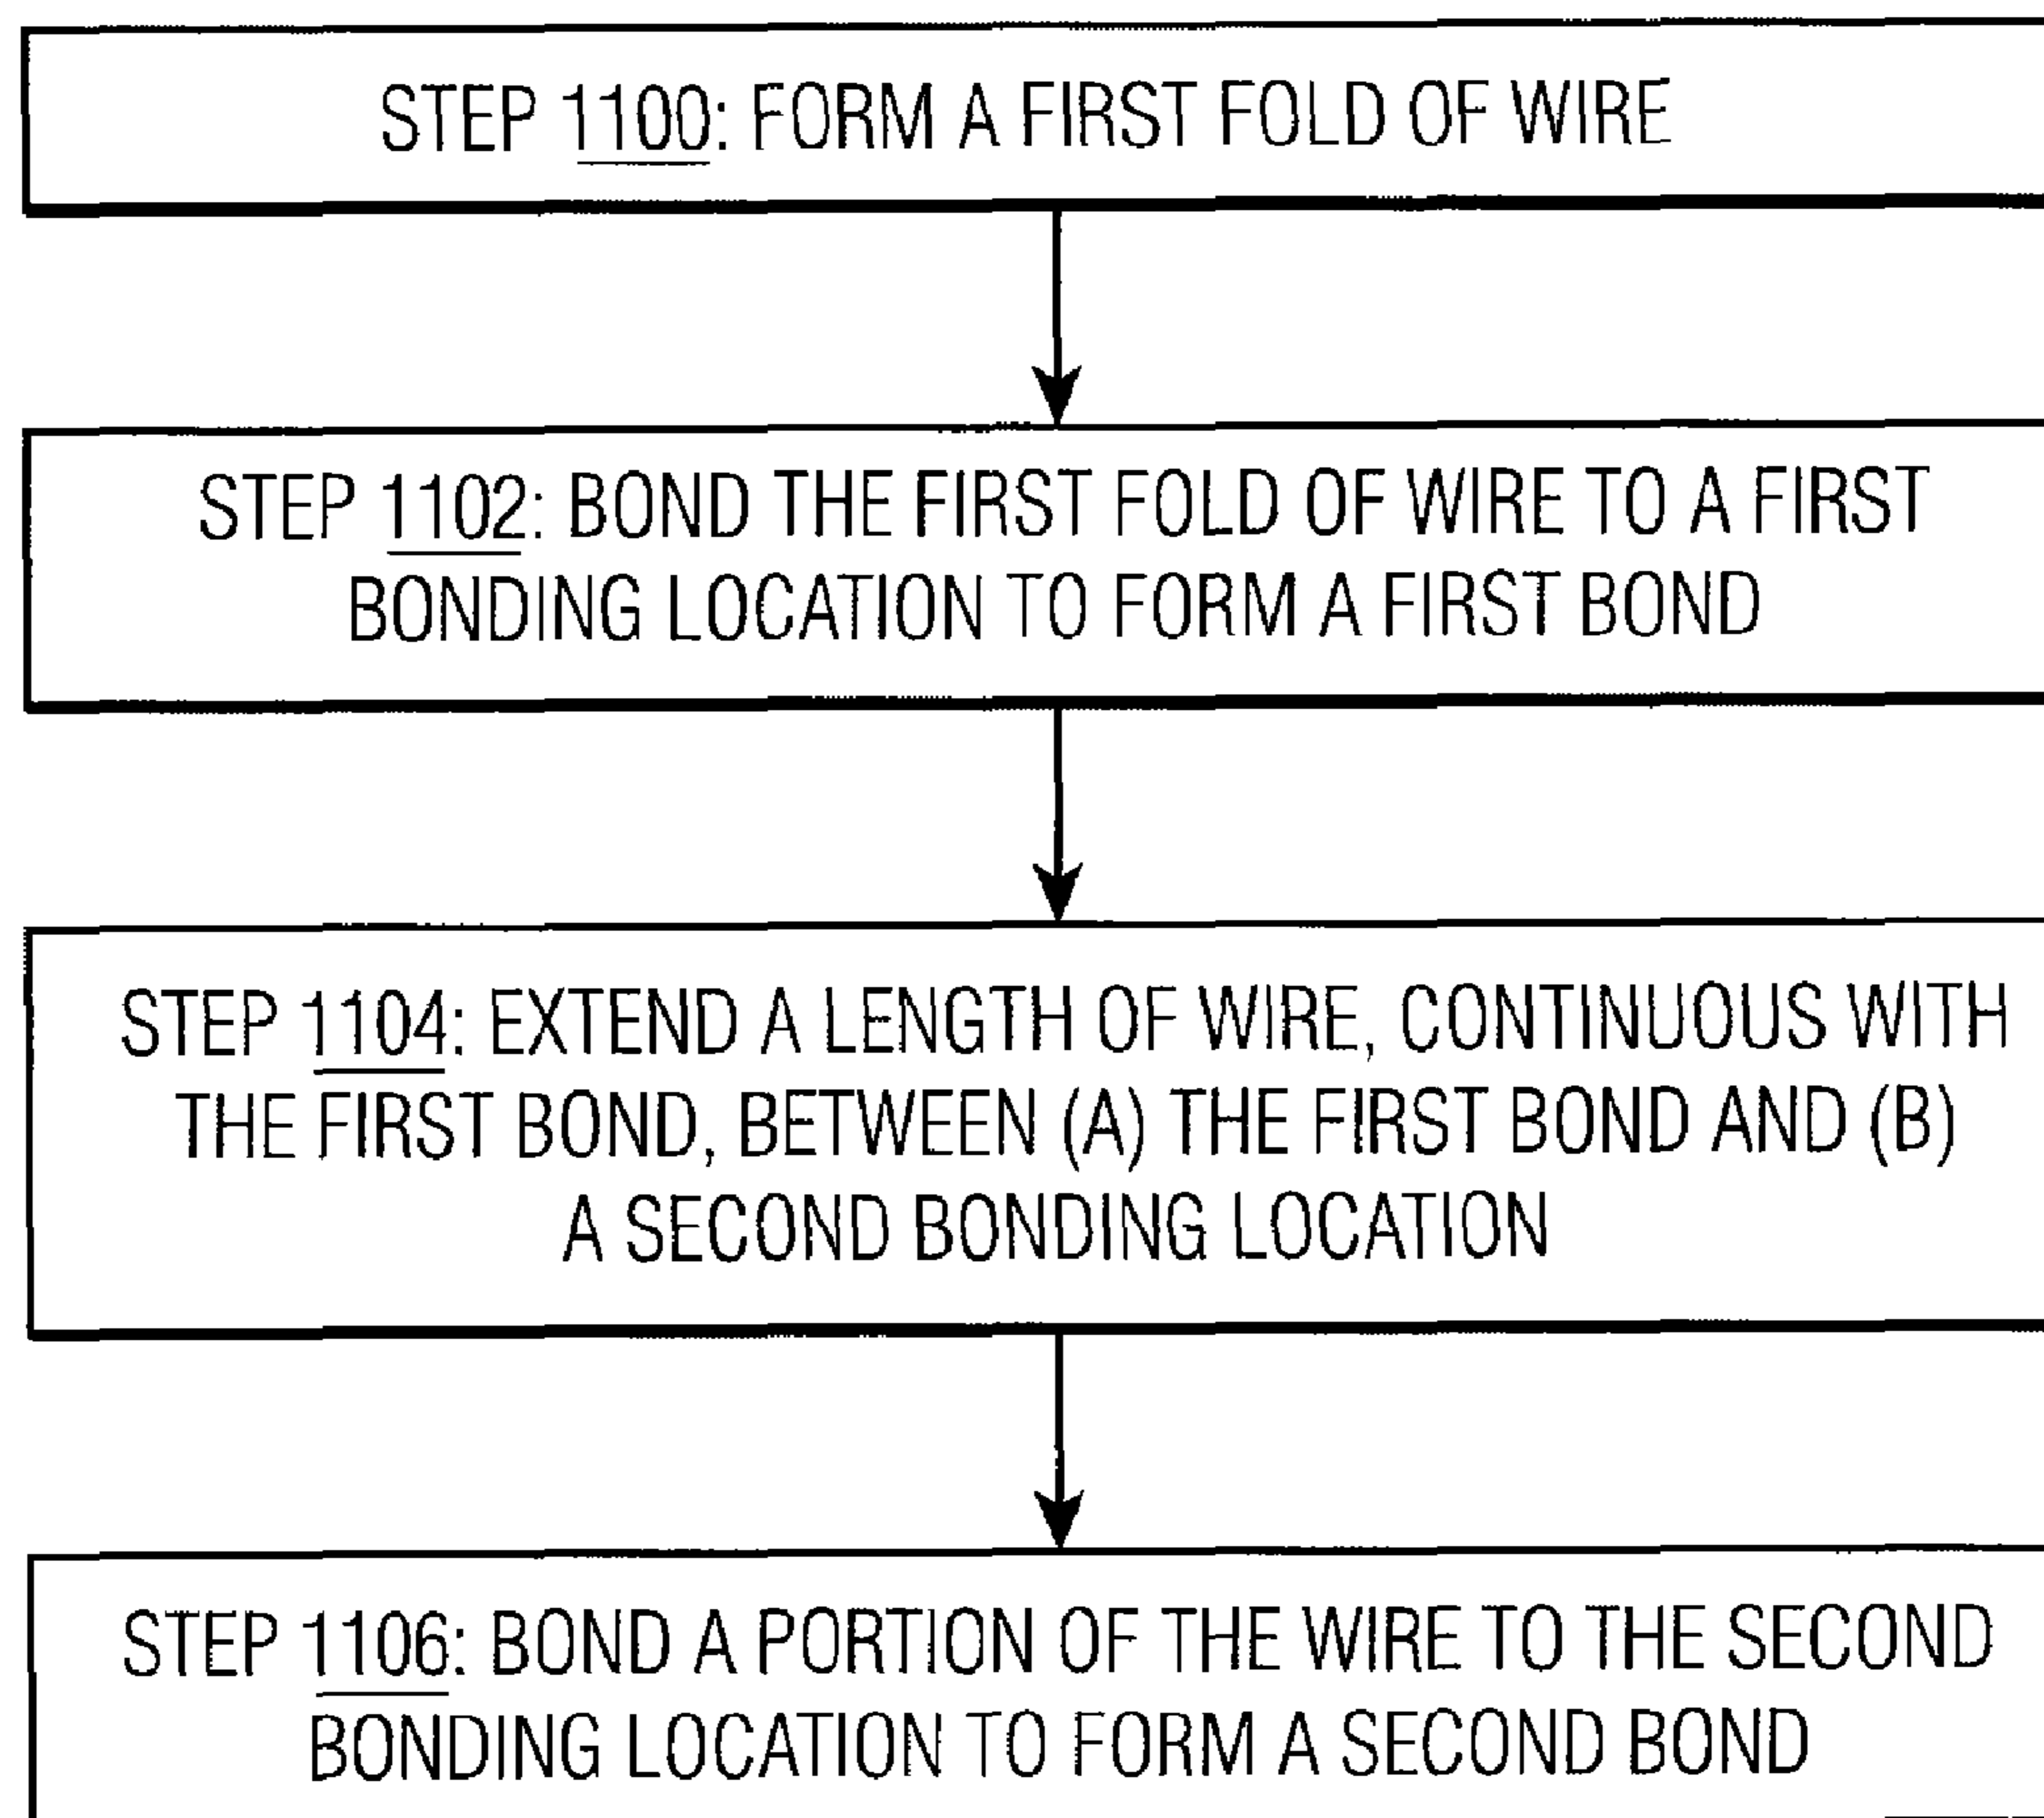 STEP 1100: FORM A FIRST FOLD OF WIRE
STEP 1102: BOND THE FIRST FOLD OF WIRE TO A FIRST
BONDING LOCATION TO FORM A FIRST BOND
STEP 1104: EXTEND A LENGTH OF WIRE, CONTINUOUS WITH
THE FIRST BOND, BETWEEN (A) THE FIRST BOND AND (B)
A SECOND BONDING LOCATION
STEP 1106: BOND A PORTION OF THE WIRE TO THE SECOND
BONDING LOCATION TO FORM A SECOND BOND